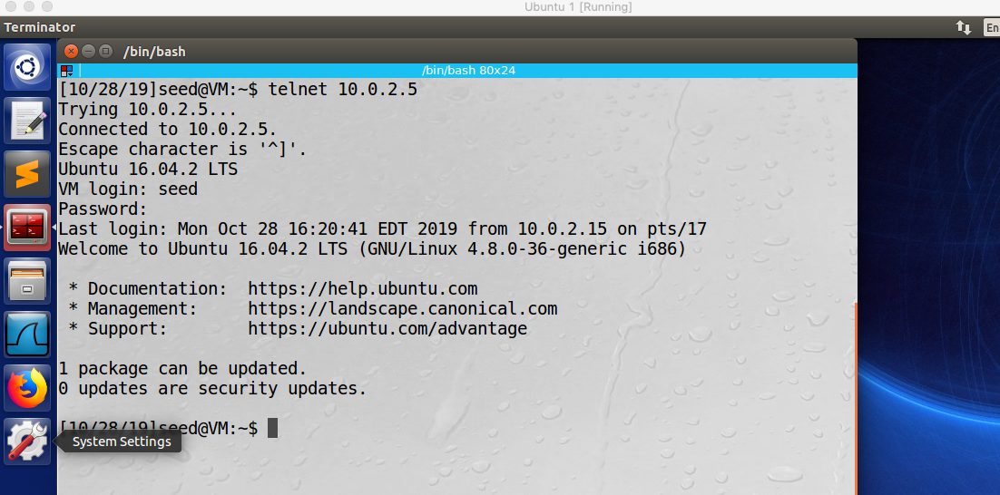 Ubuntu 1 [Running]
Terminator
En
/bin/bash
/bin/bash 80x24
[10/28/19]seed@VM:~$ telnet 10.0.2.5
Trying 10.0.2.5...
Connected to 10.0.2.5.
Escape character is '^]'.
Ubuntu 16.04.2 LTS
VM login: seed
Password:
Last login: Mon Oct 28 16:20:41 EDT 2019 from 10.0.2.15 on pts/17
Welcome to Ubuntu 16.04.2 LTS (GNU/Linux 4.8.0-36-generic i686)
* Documentation:  https://help.ubuntu.com
* Management:     https://landscape.canonical.com
* Support:        https://ubuntu.com/advantage
1 package can be updated.
0 updates are security updates.
[10/28/19]seed@VM:~$
System Settings